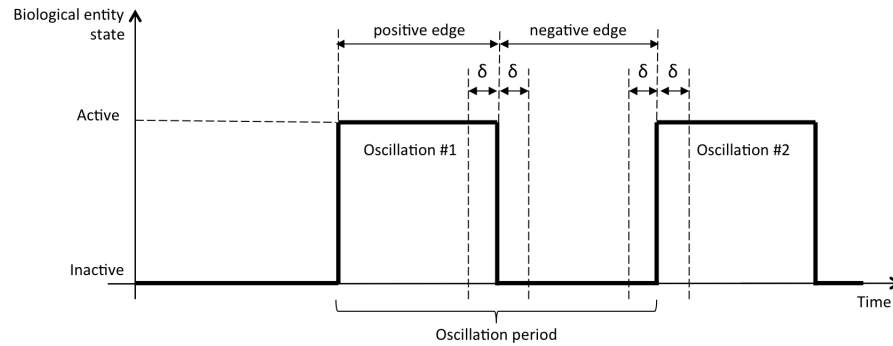 Biological entity
state
positive edge
negative edge
δ
δ
δ
δ
Active
Oscillation #1
Oscillation #2
Inactive
Time
Oscillation period